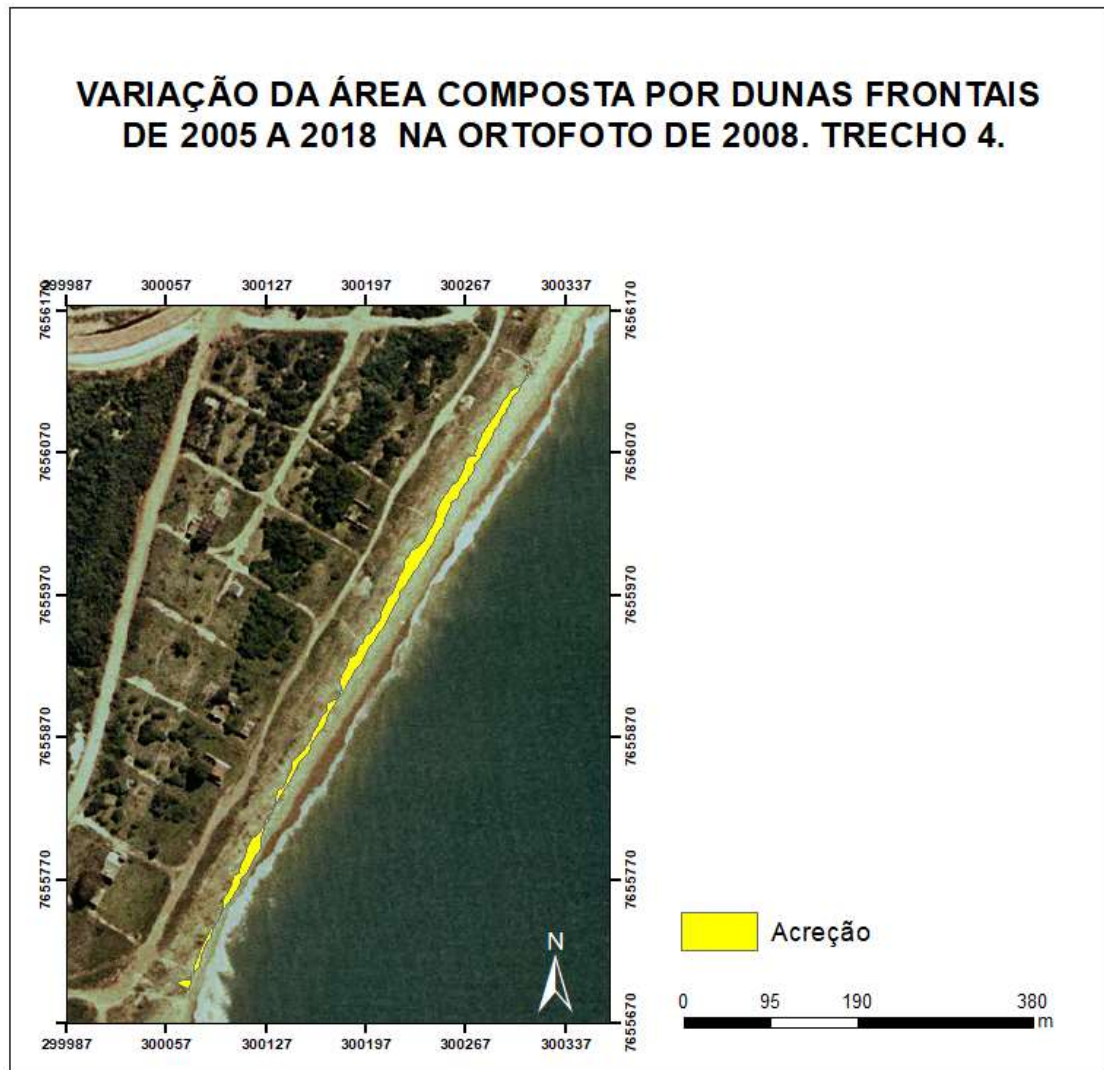 VARIAÇÃO DA ÁREA COMPOSTA POR DUNAS FRONTAIS
DE 2005 A 2018 NA ORTOFOTO DE 2008. TRECHO 4.
299987 300057 300127 300197 300267 300337
7656170 7656170
7656070 7656070
7655970 7655970
7655870 7655870
7655770 7655770
7655670
N
299987 300057 300127 300197 300267 300337
Acreção
0 95 190 380
m